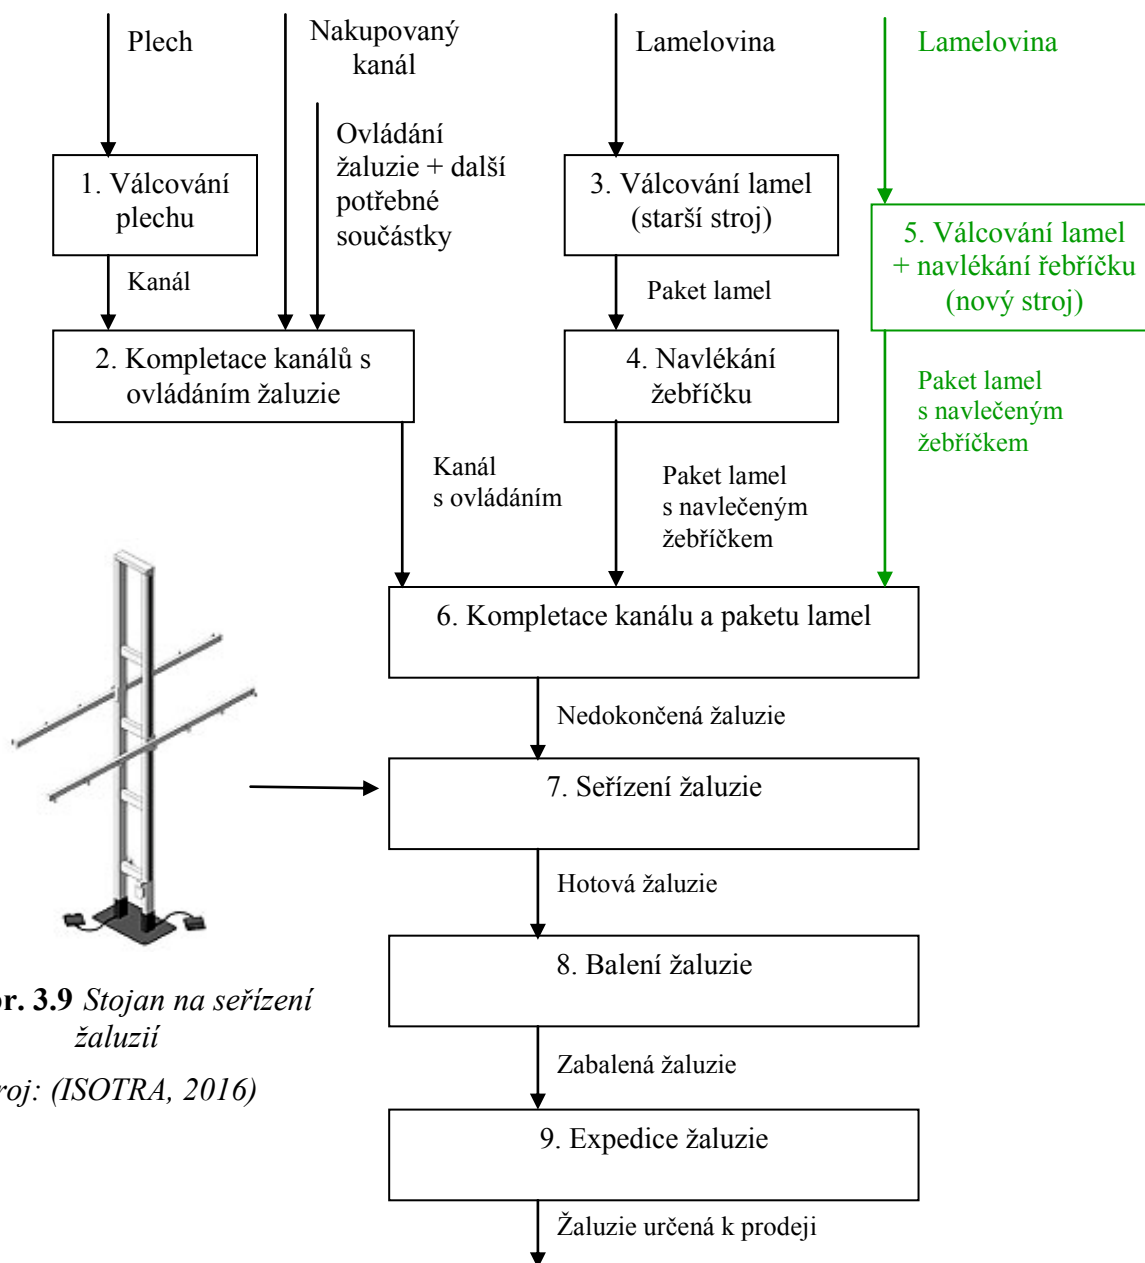 Plech
Nakupovaný
kanál
Lamelovina
Lamelovina
Ovládání
žaluzie + další
potřebné
součástky
1. Válcování
plechu
3. Válcování lamel
(starší stroj)
5. Válcování lamel
+ navlékání řebříčku
(nový stroj)
Kanál
Paket lamel
2. Kompletace kanálů s
ovládáním žaluzie
4. Navlékání
žebříčku
Paket lamel
s navlečeným
žebříčkem
Kanál
s ovládáním
Paket lamel
s navlečeným
žebříčkem
6. Kompletace kanálu a paketu lamel
Nedokončená žaluzie
7. Seřízení žaluzie
Hotová žaluzie
8. Balení žaluzie
r. 3.9 Stojan na seřízení
žaluzií
roj: (ISOTRA, 2016)
Zabalená žaluzie
9. Expedice žaluzie
Žaluzie určená k prodeji